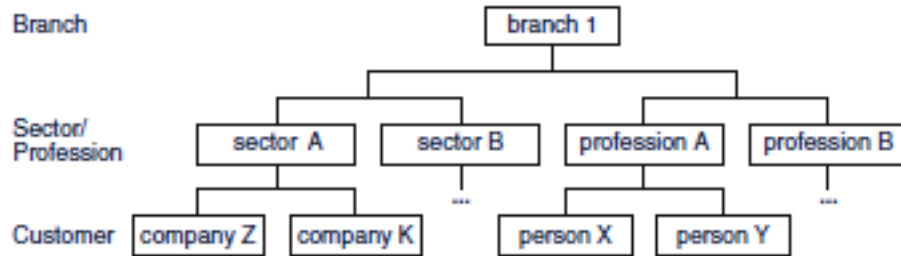 Branch branch 1
Sector/
Profession
sector A sector B profession A profession B
... ...
Customer company Z company K person X person Y